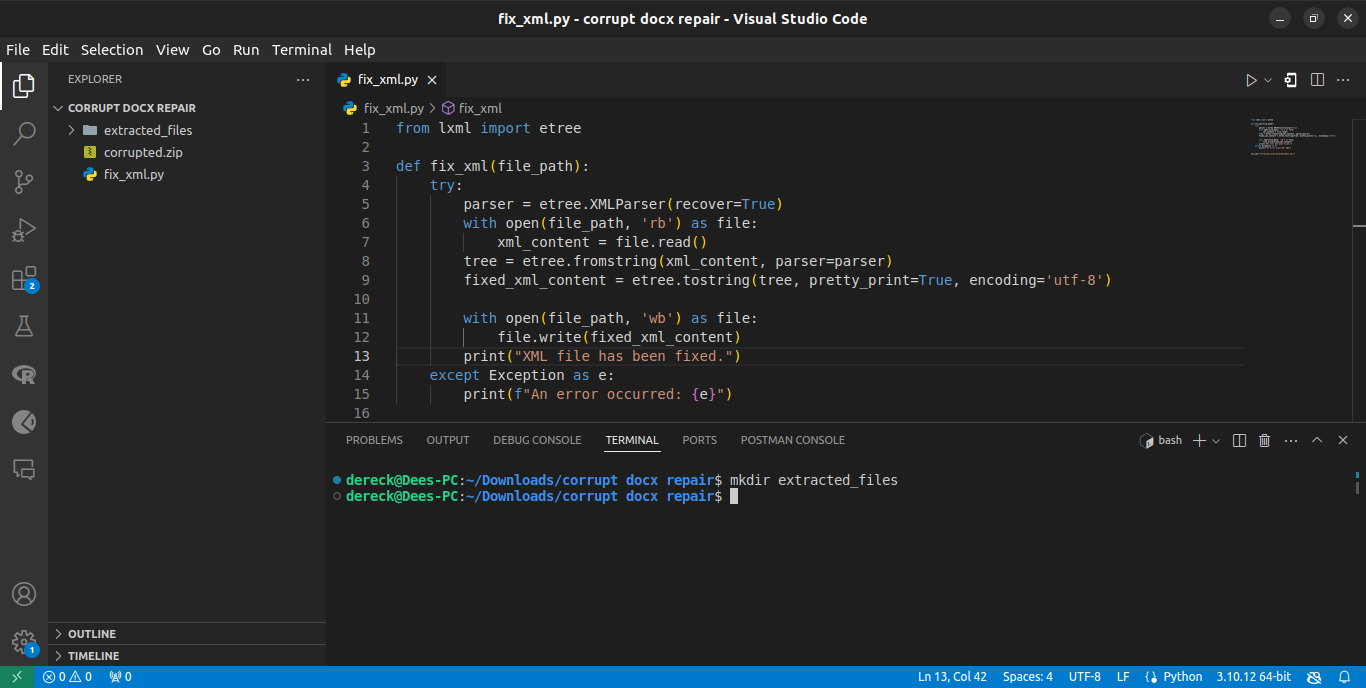 fix_xml.py - corrupt docx repair - Visual Studio Code
File Edit Selection View Go Run Terminal Help
EXPLORER
CORRUPT DOCX REPAIR
extracted_files
corrupted.zip
fix_xml.py
2
1
OUTLINE
TIMELINE
fix_xml.py
fix_xml.py > fix_xml
1 from lxml import etree
2
3 def fix_xml(file_path):
4 try:
5 parser = etree.XMLParser(recover=True)
6 with open(file_path, 'rb') as file:
7 xml_content = file.read()
8 tree = etree.fromstring(xml_content, parser=parser)
9 fixed_xml_content = etree.tostring(tree, pretty_print=True, encoding='utf-8')
10
11 with open(file_path, 'wb') as file:
12 file.write(fixed_xml_content)
13 print("XML file has been fixed.")
14 except Exception as e:
15 print(f"An error occurred: {e}")
16
PROBLEMS OUTPUT DEBUG CONSOLE TERMINAL PORTS POSTMAN CONSOLE
bash
dereck@Dees-PC:~/Downloads/corrupt docx repair$ mkdir extracted_files
dereck@Dees-PC:~/Downloads/corrupt docx repair$
0 0 0 Ln 13, Col 42 Spaces: 4 UTF-8 LF Python 3.10.12 64-bit